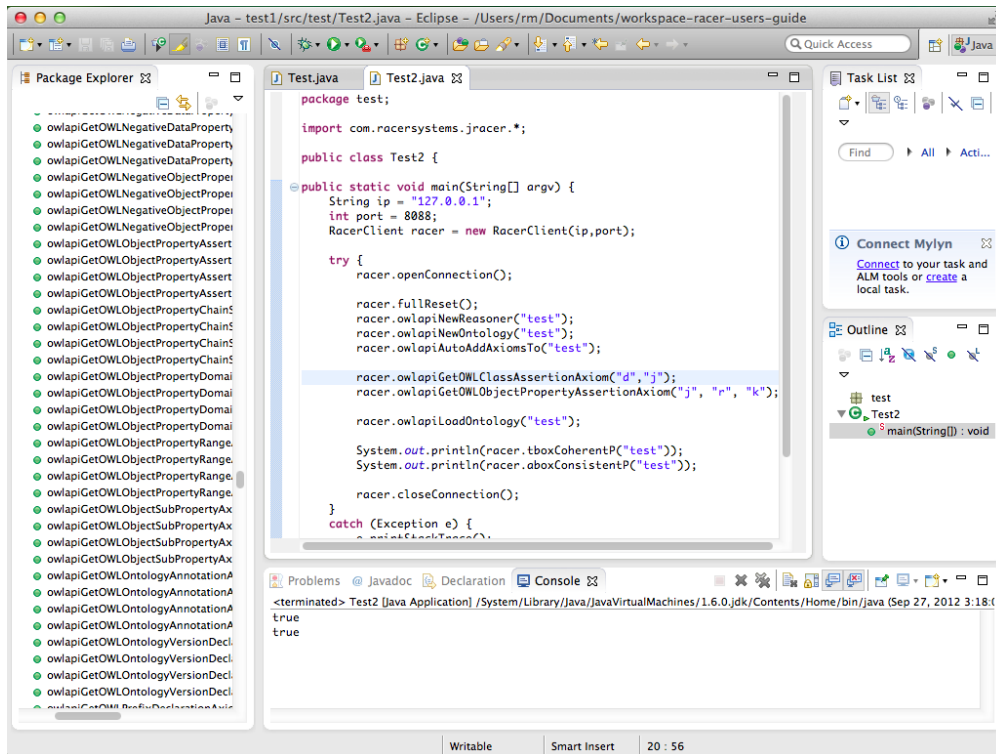 Java - test1/src/test/Test2.java - Eclipse - /Users/rm/Documents/workspace-racer-users-guide
Quick Access
Java
Package Explorer
owlapiGetOWLNegativeDataProperty
owlapiGetOWLNegativeDataProperty
owlapiGetOWLNegativeDataProperty
owlapiGetOWLNegativeObjectProper
owlapiGetOWLNegativeObjectProper
owlapiGetOWLNegativeObjectProper
owlapiGetOWLNegativeObjectProper
owlapiGetOWLObjectPropertyAssert
owlapiGetOWLObjectPropertyAssert
owlapiGetOWLObjectPropertyAssert
owlapiGetOWLObjectPropertyAssert
owlapiGetOWLObjectPropertyChainS
owlapiGetOWLObjectPropertyChainS
owlapiGetOWLObjectPropertyChainS
owlapiGetOWLObjectPropertyChainS
owlapiGetOWLObjectPropertyDomai
owlapiGetOWLObjectPropertyDomai
owlapiGetOWLObjectPropertyDomai
owlapiGetOWLObjectPropertyDomai
owlapiGetOWLObjectPropertyRange
owlapiGetOWLObjectPropertyRange
owlapiGetOWLObjectPropertyRange
owlapiGetOWLObjectPropertyRange
owlapiGetOWLObjectSubPropertyAx
owlapiGetOWLObjectSubPropertyAx
owlapiGetOWLObjectSubPropertyAx
owlapiGetOWLObjectSubPropertyAx
owlapiGetOWLOntologyAnnotationA
owlapiGetOWLOntologyAnnotationA
owlapiGetOWLOntologyAnnotationA
owlapiGetOWLOntologyAnnotationA
owlapiGetOWLOntologyVersionDecl
owlapiGetOWLOntologyVersionDecl
owlapiGetOWLOntologyVersionDecl
owlapiGetOWLOntologyVersionDecl
Test.java
Test2.java
package test;
import com.racersystems.jracer.*;
public class Test2 {
public static void main(String[] argv) {
String ip = "127.0.0.1";
int port = 8088;
RacerClient racer = new RacerClient(ip,port);
try {
racer.openConnection();
racer.fullReset();
racer.owlapiNewReasoner("test");
racer.owlapiNewOntology("test");
racer.owlapiAutoAddAxiomsTo("test");
racer.owlapiGetOWLClassAssertionAxiom("d","j");
racer.owlapiGetOWLObjectPropertyAssertionAxiom("j", "r", "k");
racer.owlapiLoadOntology("test");
System.out.println(racer.tboxCoherentP("test"));
System.out.println(racer.aboxConsistentP("test"));
racer.closeConnection();
}
catch (Exception e) {
e.printStackTrace();
Task List
Find
All
Acti...
Connect Mylyn
Connect to your task and
ALM tools or create a
local task.
Outline
test
Test2
main(String[]) : void
Problems @ Javadoc Declaration Console
<terminated> Test2 [Java Application] /System/Library/Java/JavaVirtualMachines/1.6.0.jdk/Contents/Home/bin/java (Sep 27, 2012 3:18:0
true
true
Writable
Smart Insert
20 : 56